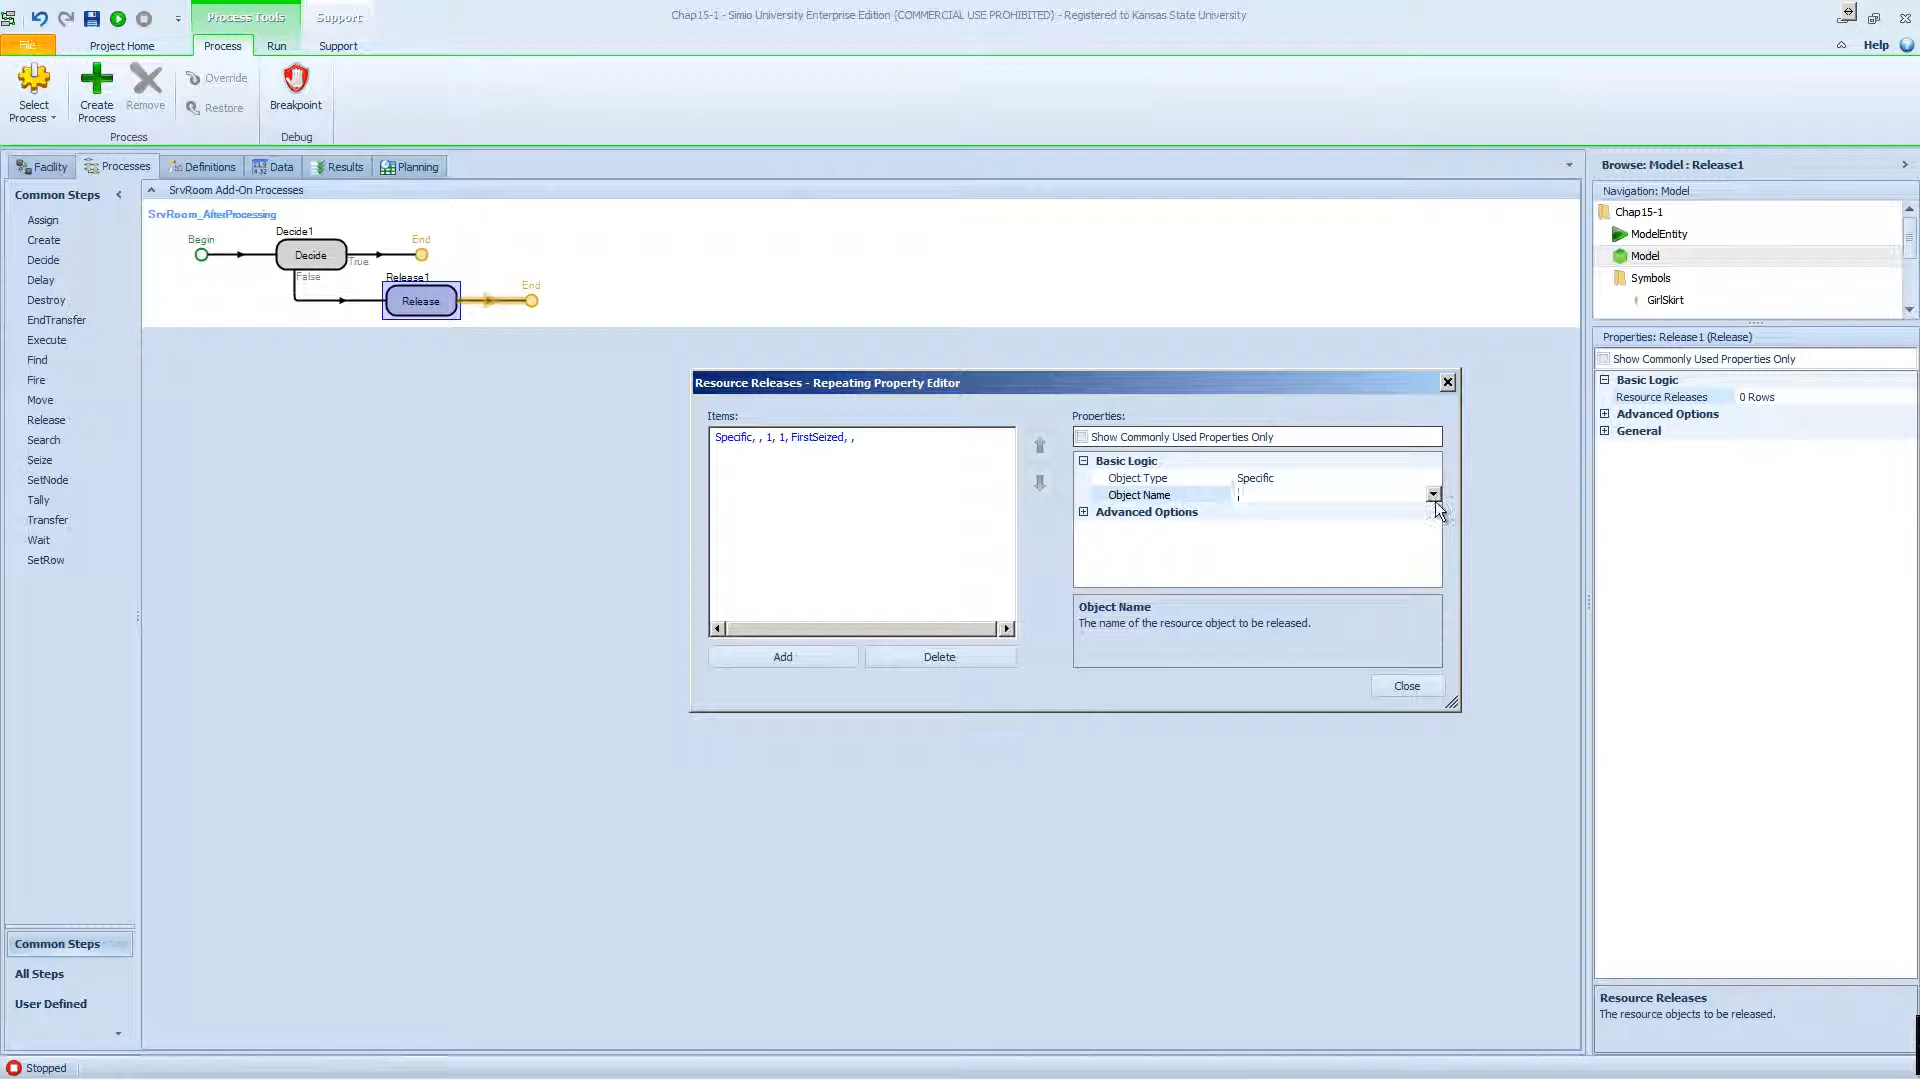 Process Tools
Support
Chap15-1 - Simio University Enterprise Edition (COMMERCIAL USE PROHIBITED) - Registered to Kansas State University
File
Project Home
Process
Run
Support
Help
Select Process
Create Process
Remove
Override
Restore
Breakpoint
Process
Debug
Facility
Processes
Definitions
Data
Results
Planning
Common Steps
Assign
Create
Decide
Delay
Destroy
EndTransfer
Execute
Find
Fire
Move
Release
Search
Seize
SetNode
Tally
Transfer
Wait
SetRow
Common Steps
All Steps
User Defined
SrvRoom Add-On Processes
SrvRoom_AfterProcessing
Begin
Decide1
Decide
True
End
False
Release1
Release
End
Resource Releases - Repeating Property Editor
Items:
Specific, , 1, 1, FirstSeized, ,
Add
Delete
Properties:
Show Commonly Used Properties Only
Basic Logic
Object Type
Specific
Object Name
Advanced Options
Object Name
The name of the resource object to be released.
Close
Browse: Model : Release1
Navigation: Model
Chap15-1
ModelEntity
Model
Symbols
GirlSkirt
Properties: Release1 (Release)
Show Commonly Used Properties Only
Basic Logic
Resource Releases
0 Rows
Advanced Options
General
Resource Releases
The resource objects to be released.
Stopped